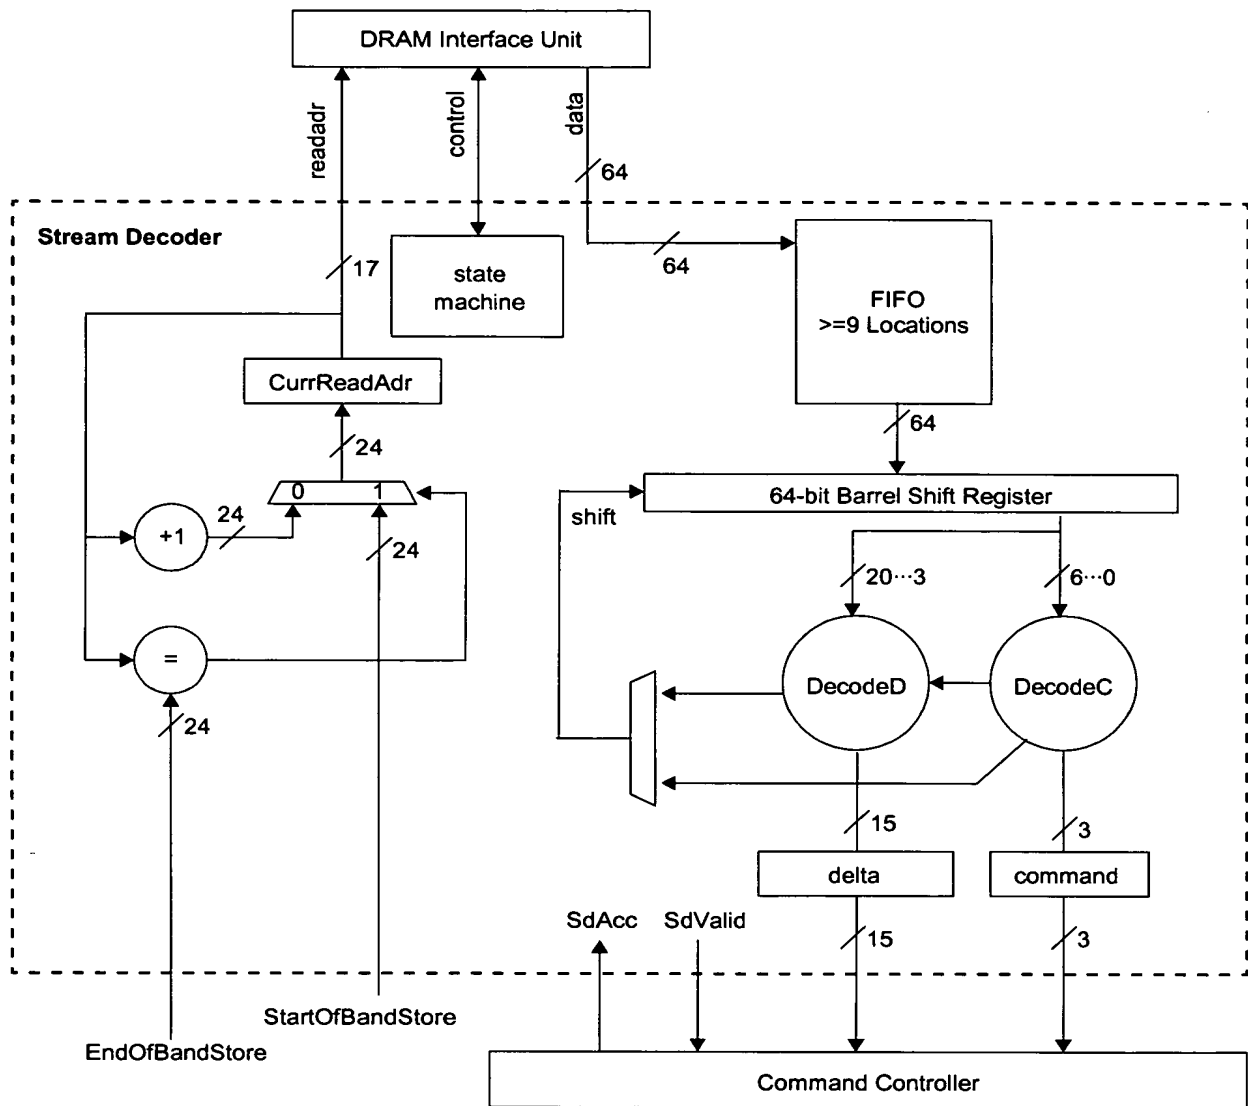 DRAM Interface Unit
readadr
control
data
64
Stream Decoder
17
state
machine
64
FIFO
>=9 Locations
CurrReadAdr
24
64
0 1
64-bit Barrel Shift Register
shift
24
+1
24
20···3
6···0
=
DecodeD
DecodeC
24
15
3
delta
command
SdAcc
SdValid
15
3
StartOfBandStore
EndOfBandStore
Command Controller